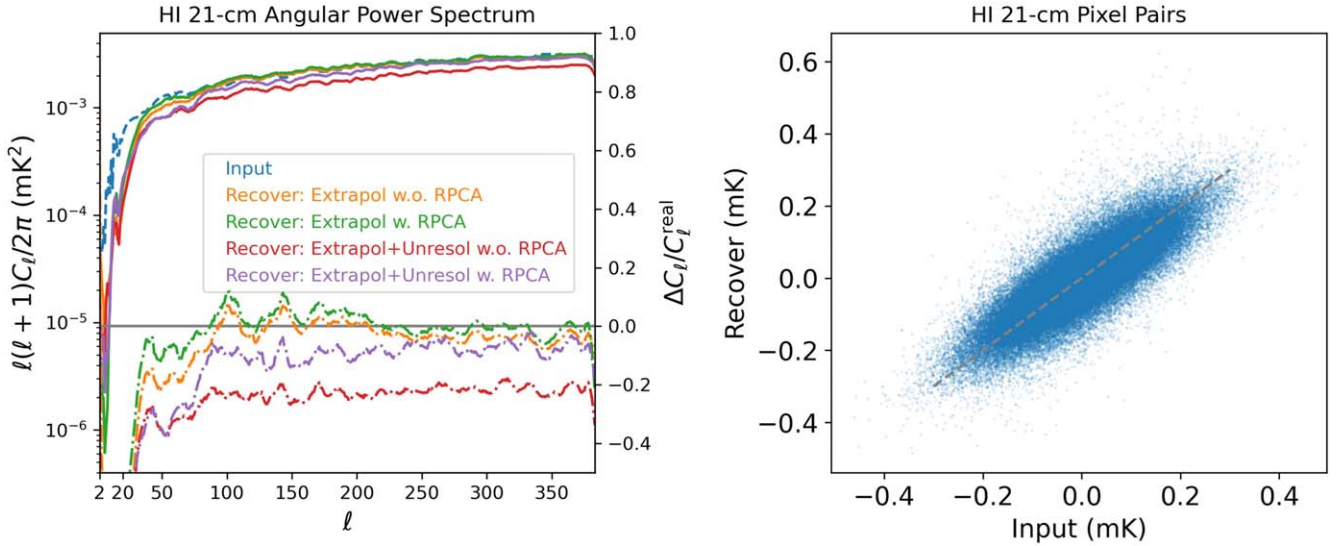 HI 21-cm Angular Power Spectrum
ℓ(ℓ + 1)Cℓ/2π (mK²)
10⁻³
10⁻⁴
10⁻⁵
10⁻⁶
Input
Recover: Extrapol w.o. RPCA
Recover: Extrapol w. RPCA
Recover: Extrapol+Unresol w.o. RPCA
Recover: Extrapol+Unresol w. RPCA
1.0
0.8
0.6
0.4
0.2
0.0
−0.2
−0.4
ΔCℓ/Cℓ^real
2 20 50 100 150 200 250 300 350
ℓ
HI 21-cm Pixel Pairs
Recover (mK)
0.6
0.4
0.2
0.0
−0.2
−0.4
−0.4 −0.2 0.0 0.2 0.4
Input (mK)